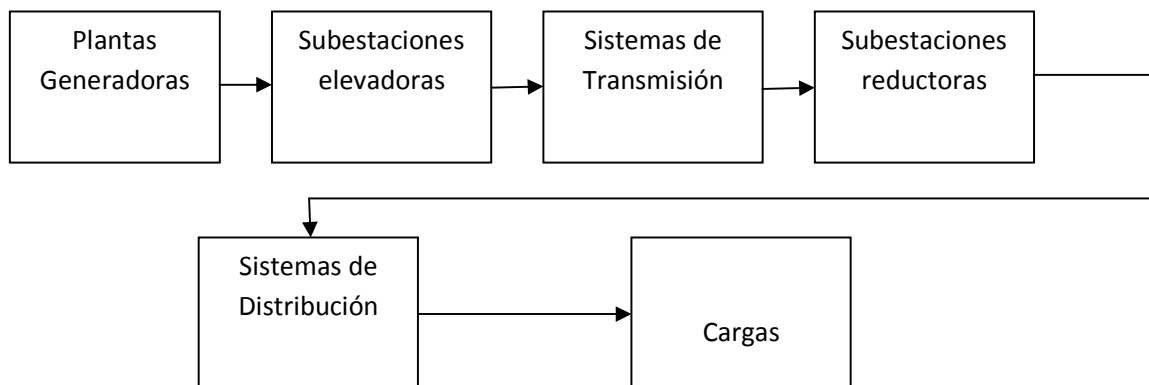 Plantas
Generadoras
Subestaciones
elevadoras
Sistemas de
Transmisión
Subestaciones
reductoras
Sistemas de
Distribución
Cargas